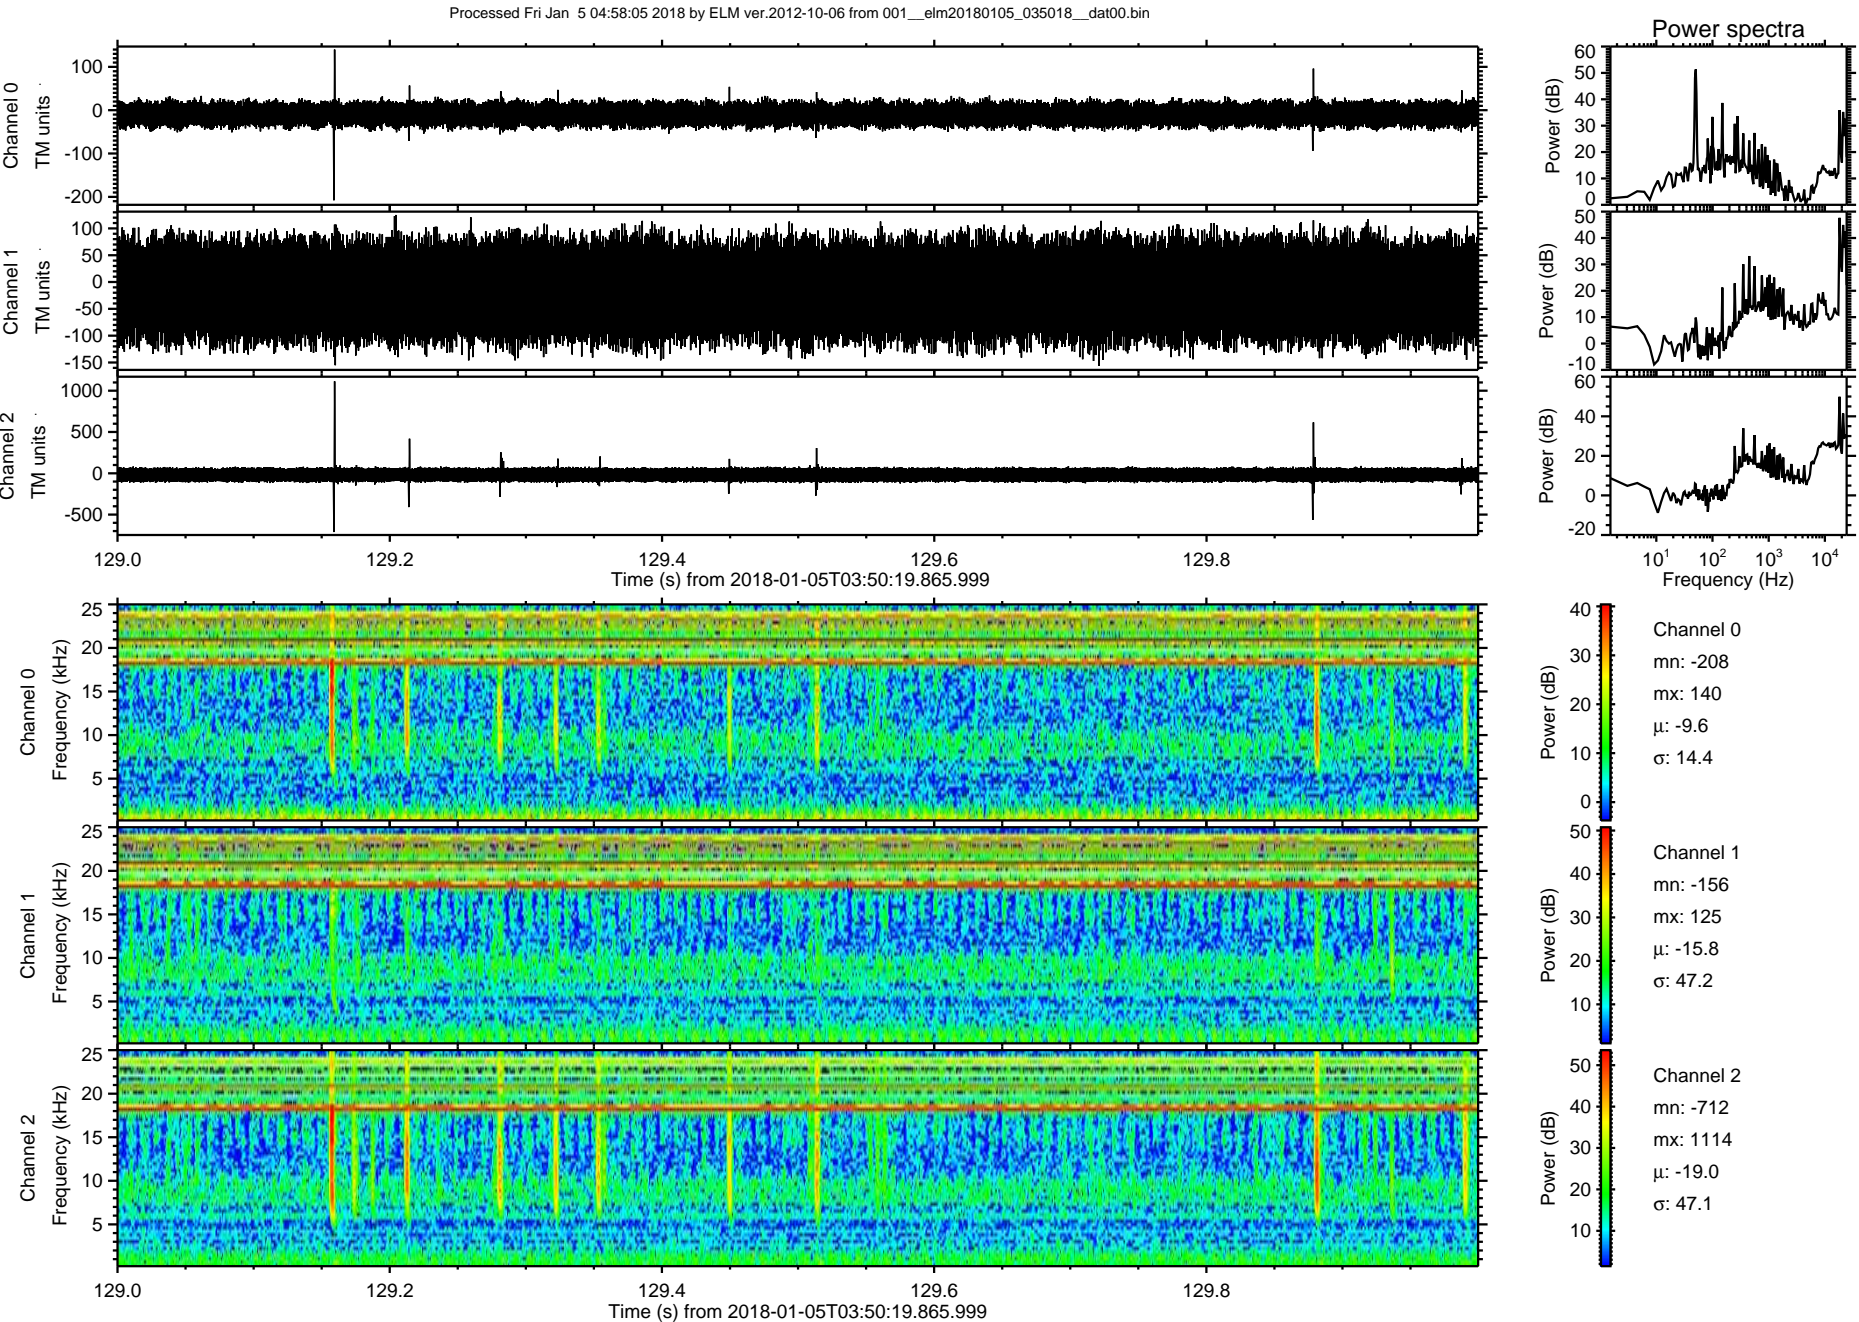 Processed Fri Jan  5 04:58:05 2018 by ELM ver.2012-10-06 from 001__elm20180105_035018__dat00.bin
Power spectra
Channel 0
TM units
100
0
-100
-200
Power (dB)
60
50
40
30
20
10
0
Channel 1
TM units
100
50
0
-50
-100
-150
Power (dB)
50
40
30
20
10
0
-10
Channel 2
TM units
1000
500
0
-500
Power (dB)
60
40
20
0
-20
129.0 129.2 129.4 129.6 129.8
Time (s) from 2018-01-05T03:50:19.865.999
10¹ 10² 10³ 10⁴
Frequency (Hz)
Channel 0
Frequency (kHz)
25
20
15
10
5
Power (dB)
40
30
20
10
0
Channel 0
mn: -208
mx: 140
μ: -9.6
σ: 14.4
Channel 1
Frequency (kHz)
25
20
15
10
5
Power (dB)
50
40
30
20
10
Channel 1
mn: -156
mx: 125
μ: -15.8
σ: 47.2
Channel 2
Frequency (kHz)
25
20
15
10
5
Power (dB)
50
40
30
20
10
Channel 2
mn: -712
mx: 1114
μ: -19.0
σ: 47.1
129.0 129.2 129.4 129.6 129.8
Time (s) from 2018-01-05T03:50:19.865.999